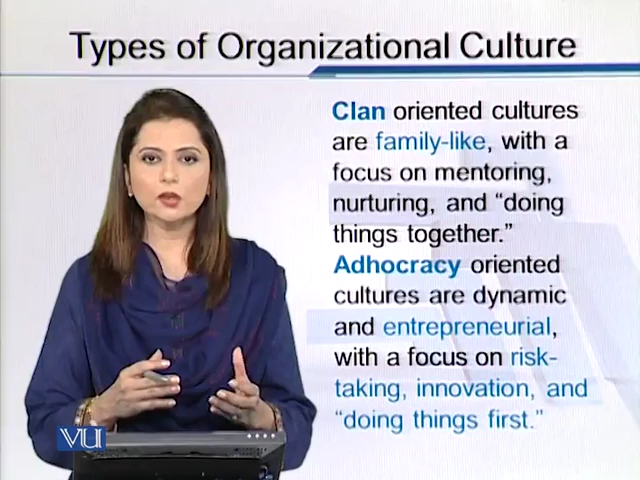 Types of Organizational Culture
Clan oriented cultures
are family-like, with a
focus on mentoring,
nurturing, and “doing
things together.”
Adhocracy oriented
cultures are dynamic
and entrepreneurial,
with a focus on risk-
taking, innovation, and
“doing things first.”
VU